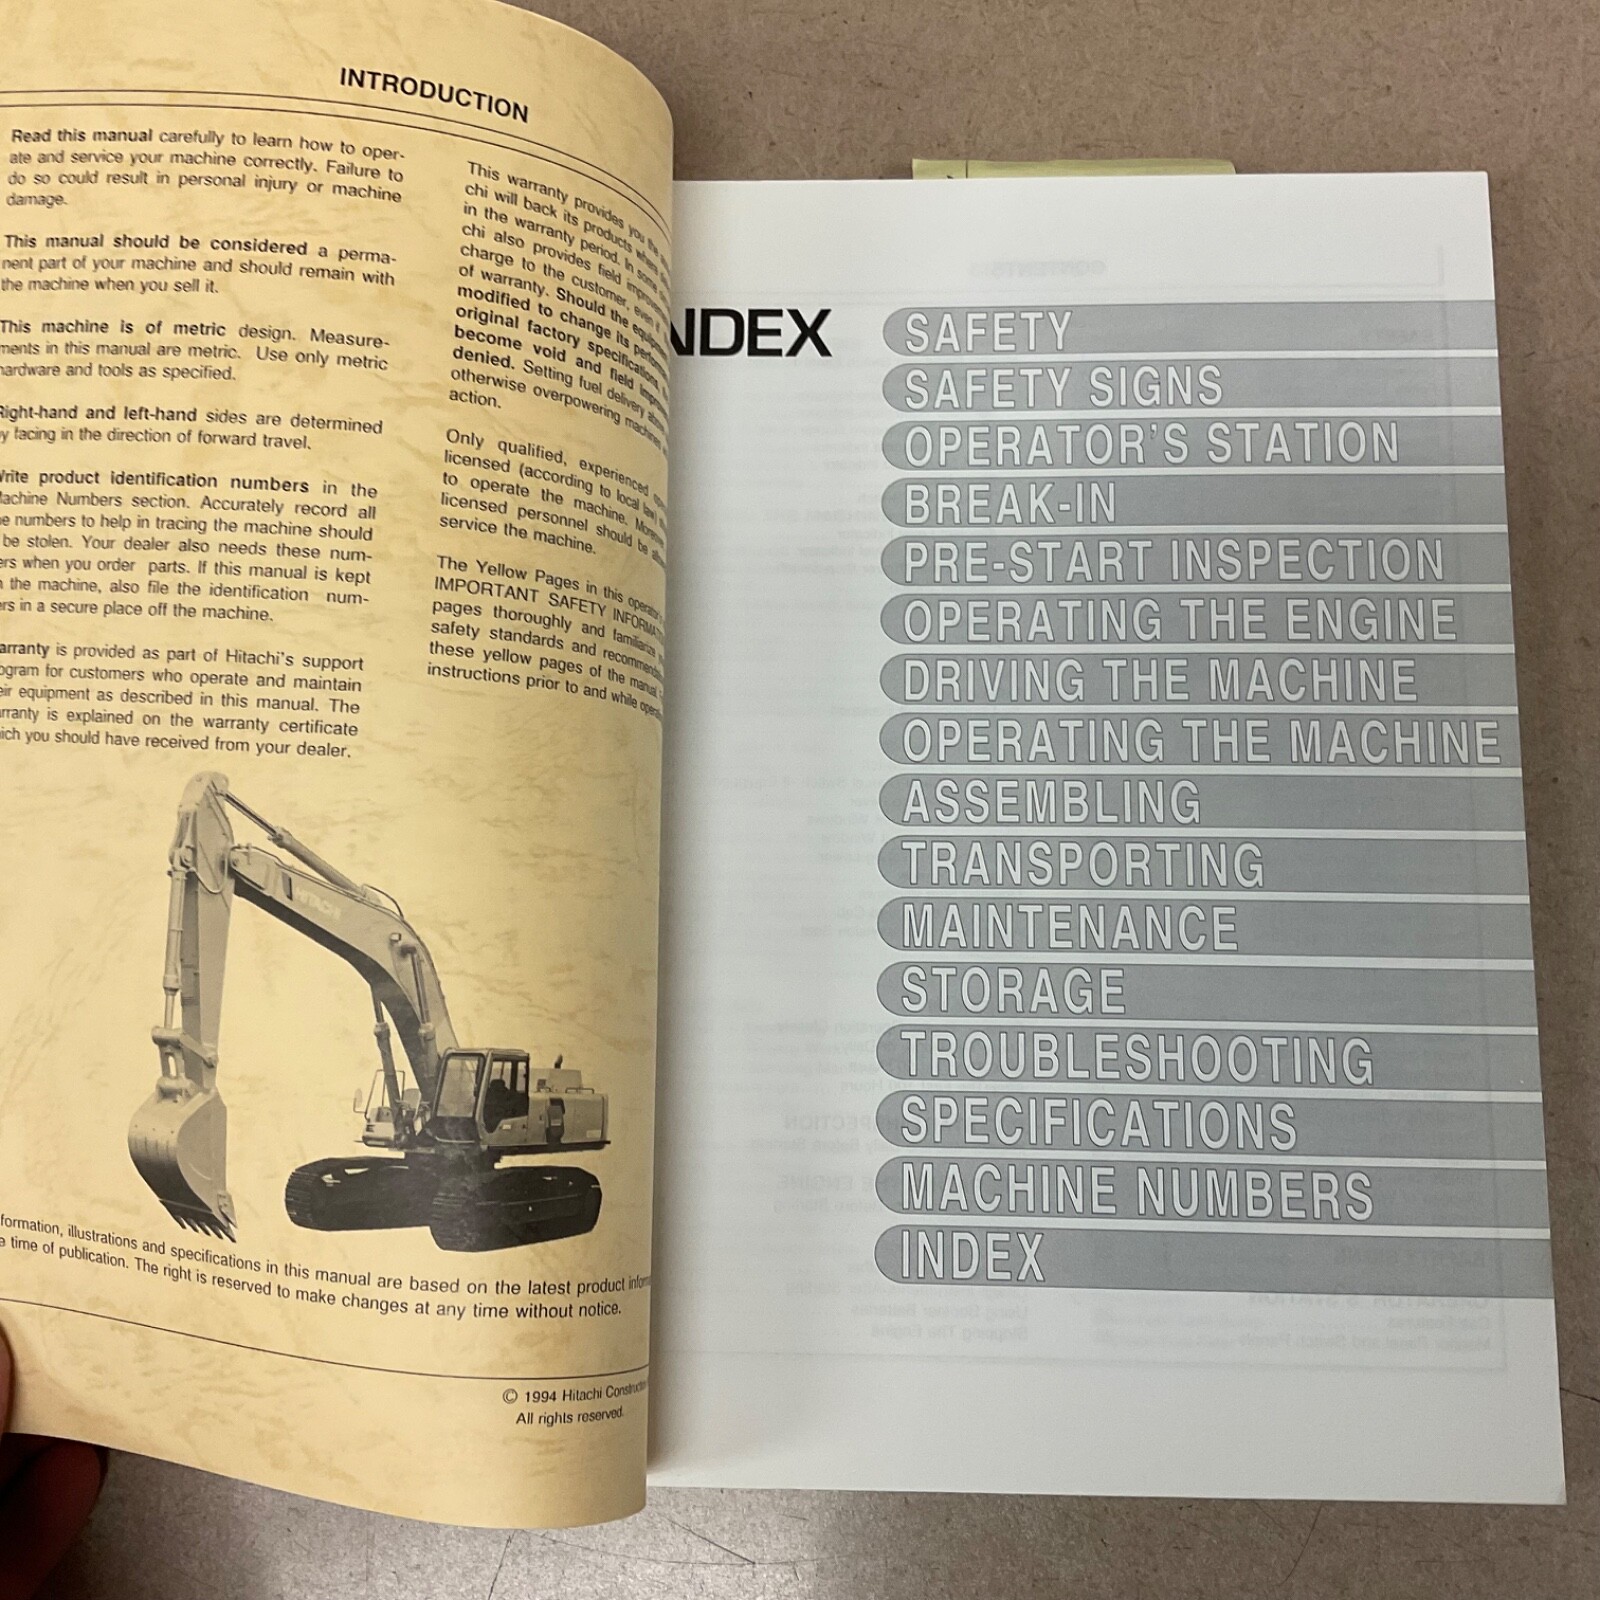 INTRODUCTION
Read this manual carefully to learn how to oper-
ate and service your machine correctly. Failure to
do so could result in personal injury or machine
damage.
This manual should be considered a perma-
nent part of your machine and should remain with
the machine when you sell it.
This machine is of metric design. Measure-
ments in this manual are metric. Use only metric
hardware and tools as specified.
Right-hand and left-hand sides are determined
by facing in the direction of forward travel.
Write product identification numbers in the
Machine Numbers section. Accurately record all
numbers to help in tracing the machine should
be stolen. Your dealer also needs these num-
when you order parts. If this manual is kept
the machine, also file the identification num-
in a secure place off the machine.
is provided as part of Hitachi's support
for customers who operate and maintain
equipment as described in this manual. The
is explained on the warranty certificate
you should have received from your dealer.
This warranty provides you the
chi will back its products where
in the warranty period. In some
chi also provides field
charge to the customer, even if
of warranty. Should the
modified to change its
original factory specifications,
become void and field
denied. Setting fuel delivery
otherwise overpowering machines
action.
Only qualified, experienced
licensed (according to local law)
to operate the machine. Moreover,
licensed personnel should be
service the machine.
The Yellow Pages in this
IMPORTANT SAFETY
pages thoroughly and familiarize
safety standards and
these yellow pages of the manual
instructions prior to and while
HITACHI
illustrations and specifications in this manual are based on the latest product
time of publication. The right is reserved to make changes at any time without notice.
© 1994 Hitachi
All rights reserved.
INDEX
SAFETY
SAFETY SIGNS
OPERATOR'S STATION
BREAK-IN
PRE-START INSPECTION
OPERATING THE ENGINE
DRIVING THE MACHINE
OPERATING THE MACHINE
ASSEMBLING
TRANSPORTING
MAINTENANCE
STORAGE
TROUBLESHOOTING
SPECIFICATIONS
MACHINE NUMBERS
INDEX